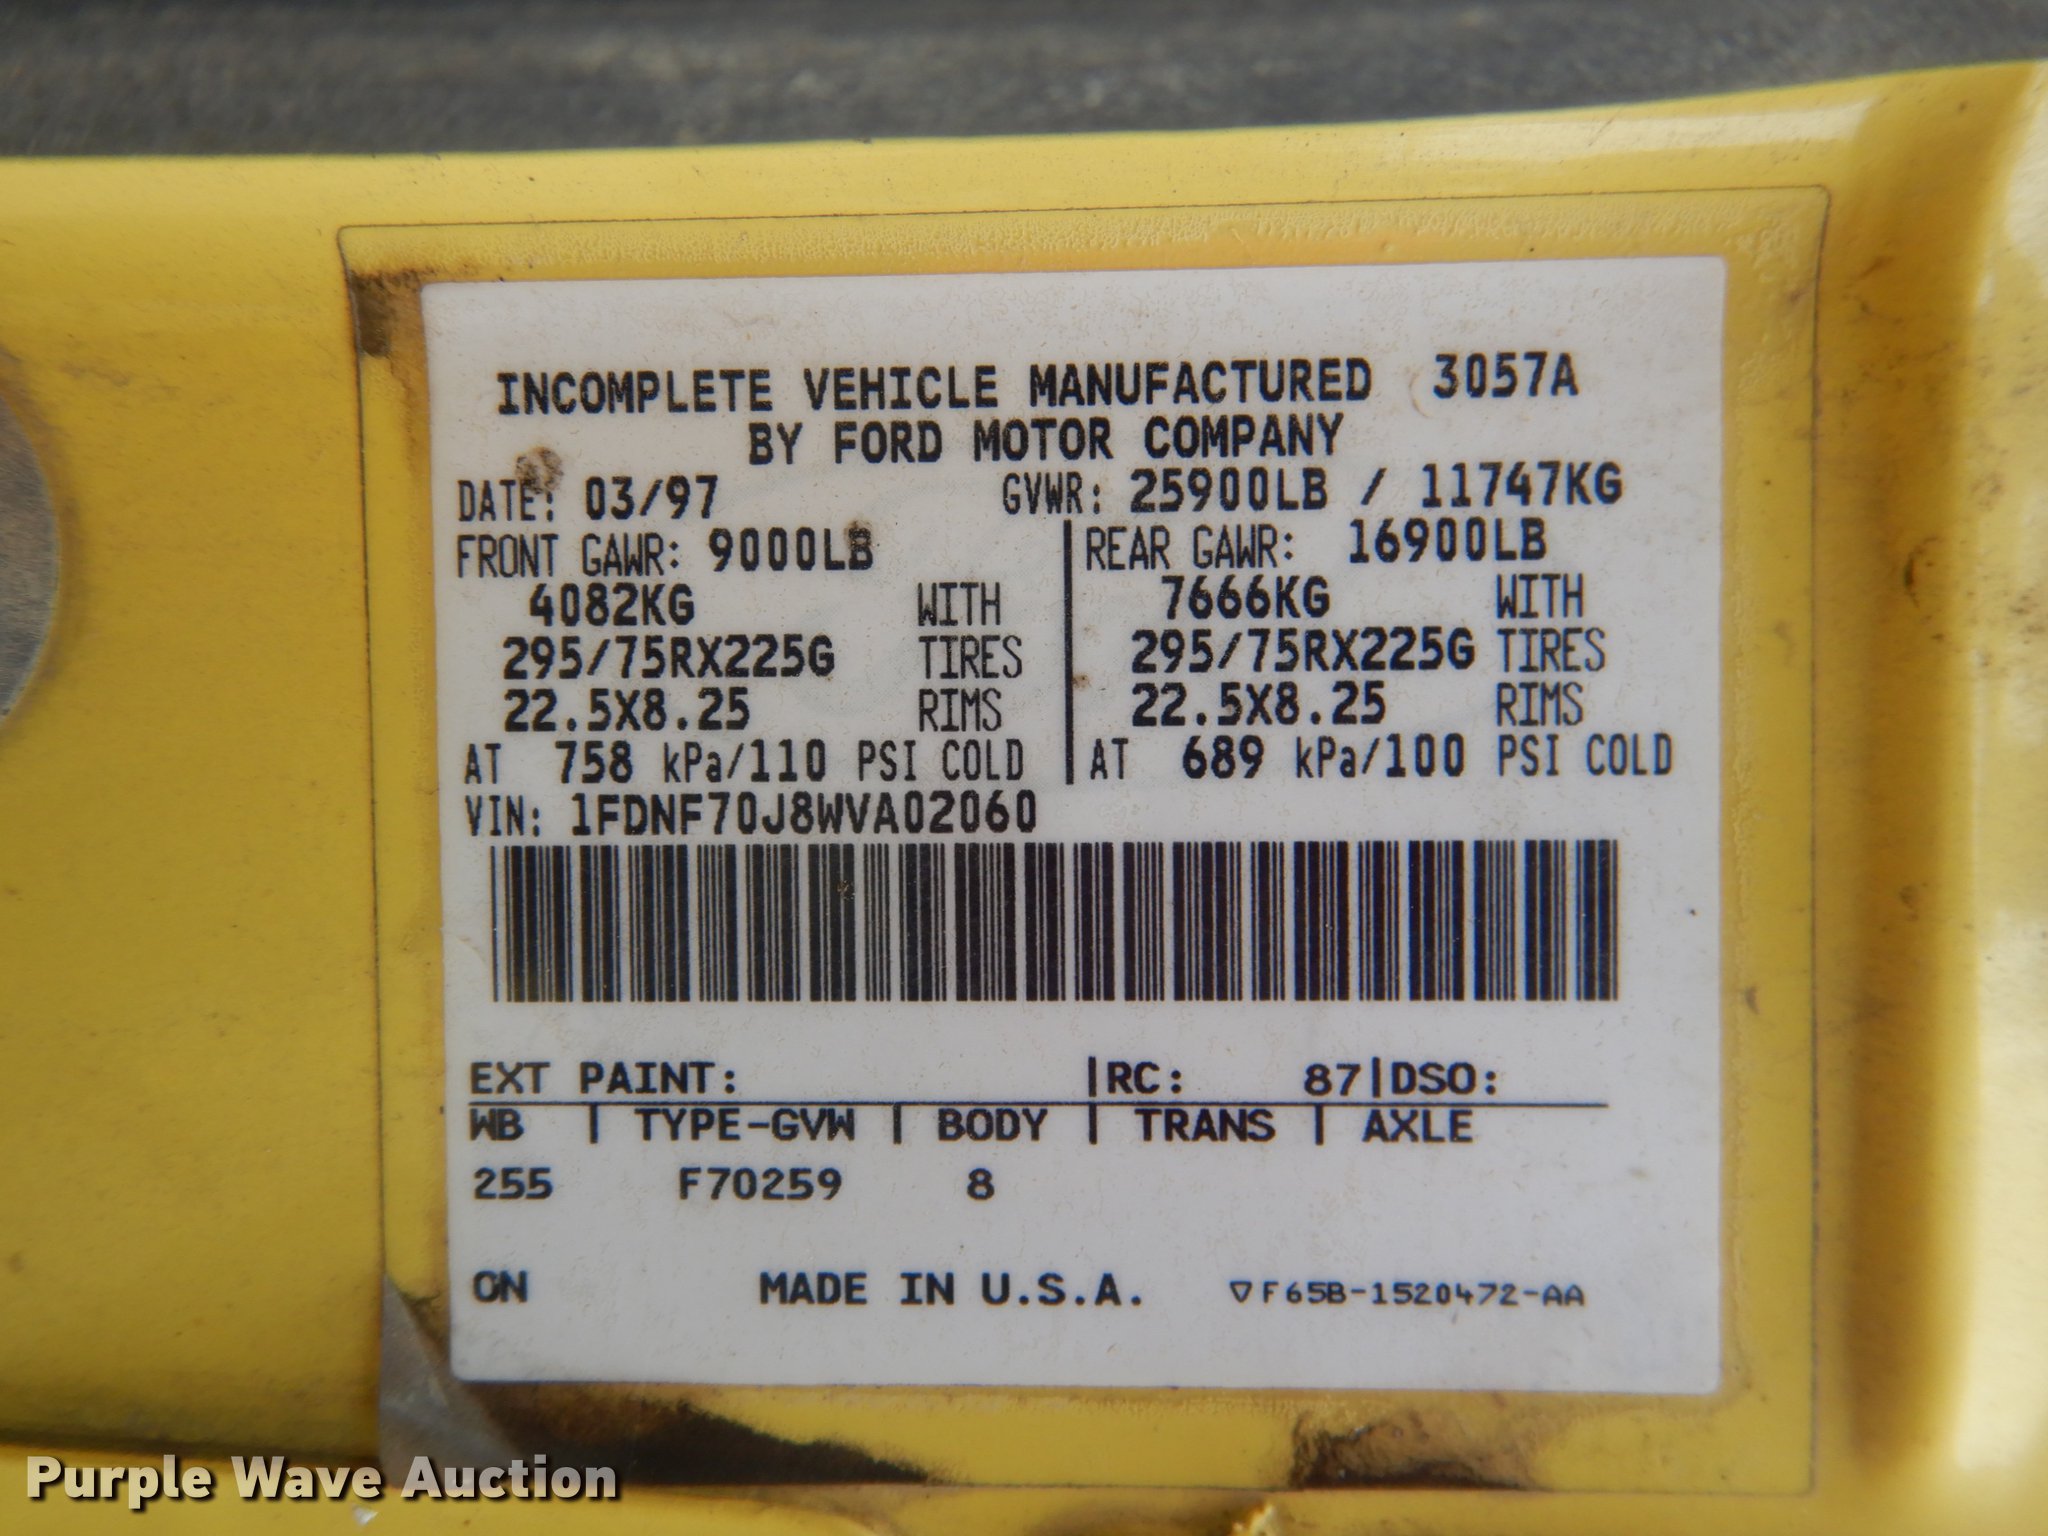 INCOMPLETE VEHICLE MANUFACTURED 3057A
BY FORD MOTOR COMPANY
DATE: 03/97 GVWR: 25900LB / 11747KG
FRONT GAWR: 9000LB REAR GAWR: 16900LB
4082KG WITH 7666KG WITH
295/75RX225G TIRES 295/75RX225G TIRES
22.5X8.25 RIMS 22.5X8.25 RIMS
AT 758 kPa/110 PSI COLD AT 689 kPa/100 PSI COLD
VIN: 1FDNF70J8WVA02060
EXT PAINT: |RC: 87|DSO:
WB | TYPE-GVW | BODY | TRANS | AXLE
255 F70259 8
ON MADE IN U.S.A. ▽F65B-1520472-AA
Purple Wave Auction